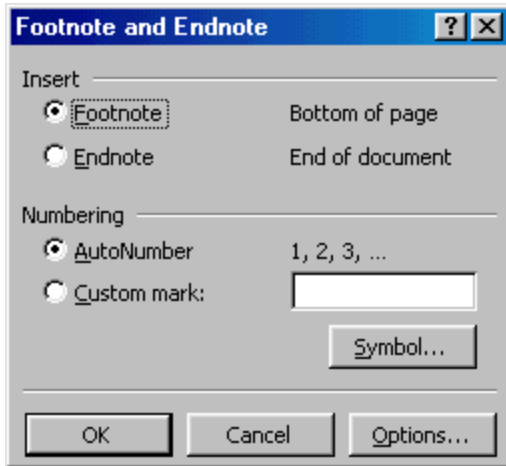 Footnote and Endnote
Insert
Footnote Bottom of page
Endnote End of document
Numbering
AutoNumber 1, 2, 3, ...
Custom mark:
Symbol...
OK Cancel Options...